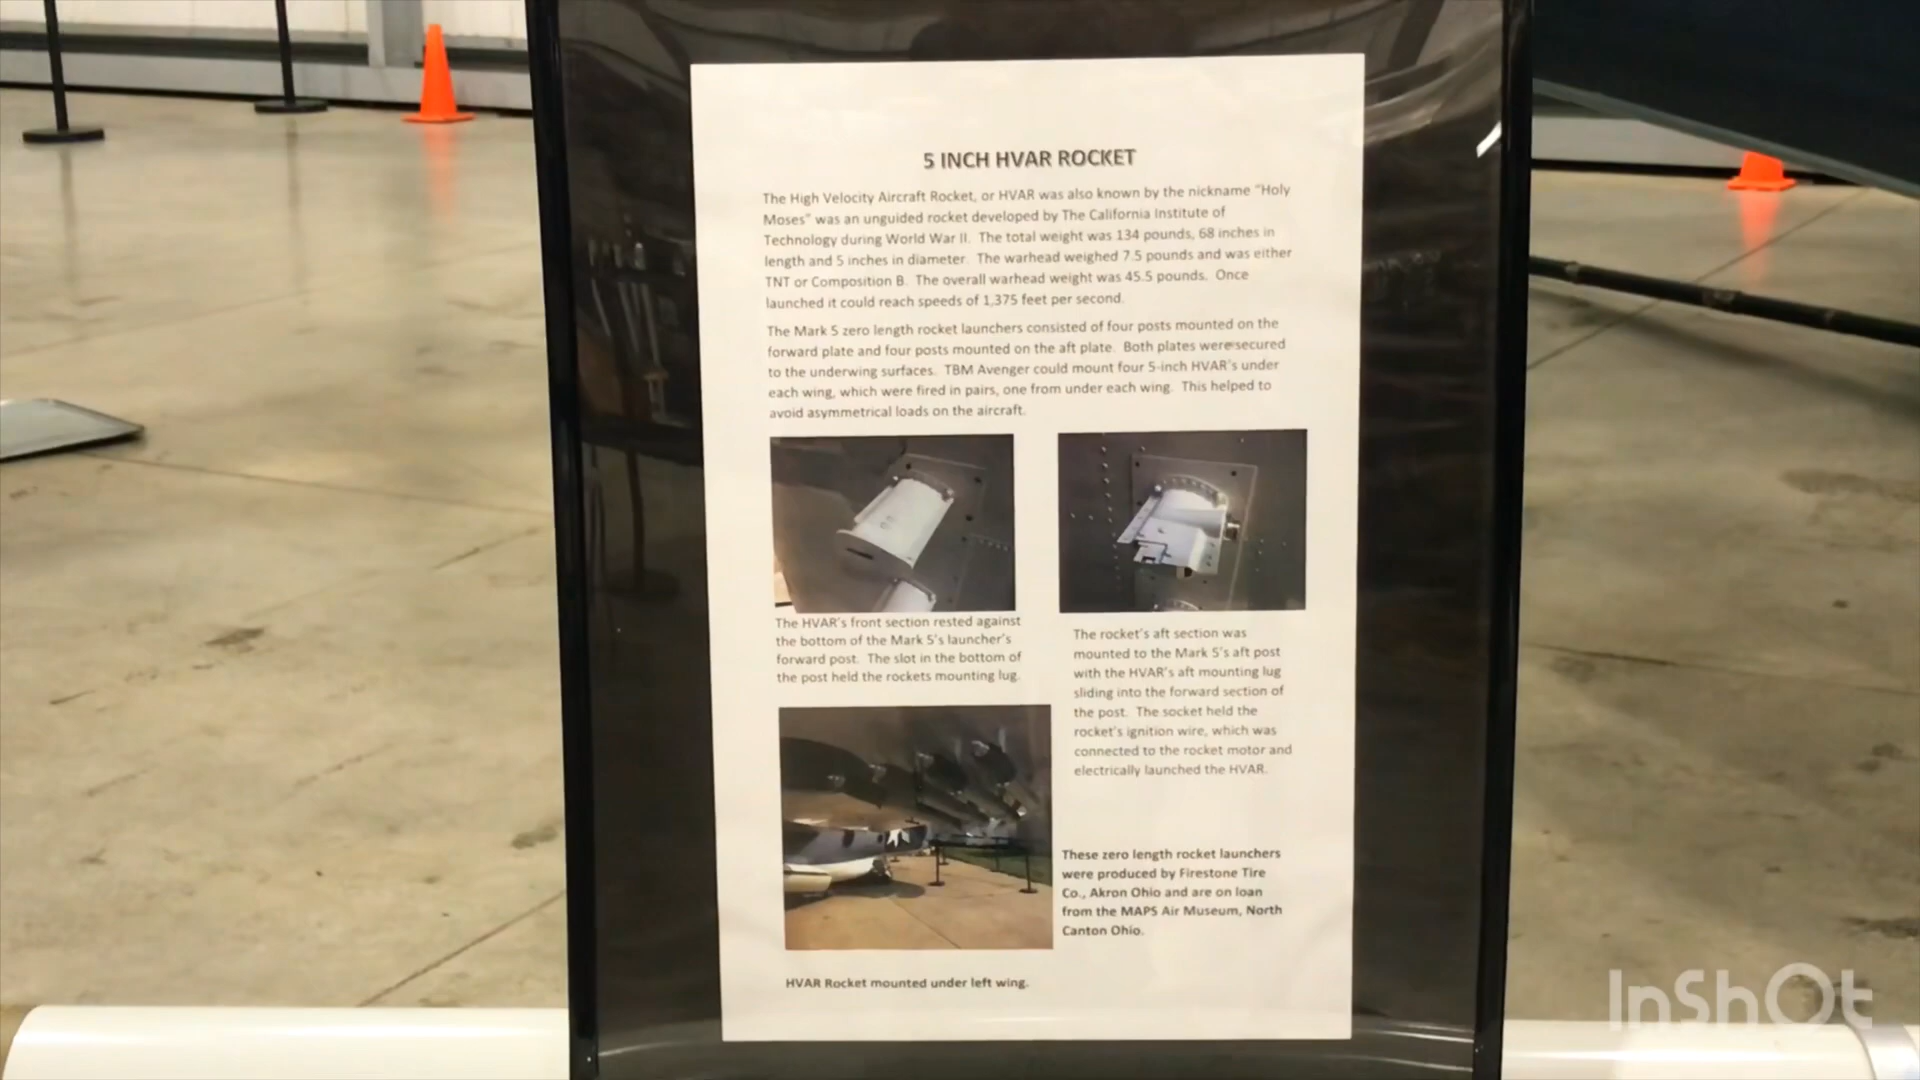 5 INCH HVAR ROCKET
The High Velocity Aircraft Rocket, or HVAR was also known by the nickname "Holy
Moses" was an unguided rocket developed by The California Institute of
Technology during World War II. The total weight was 134 pounds, 68 inches in
length and 5 inches in diameter. The warhead weighed 7.5 pounds and was either
TNT or Composition B. The overall warhead weight was 45.5 pounds. Once
launched it could reach speeds of 1,375 feet per second.
The Mark 5 zero length rocket launchers consisted of four posts mounted on the
forward plate and four posts mounted on the aft plate. Both plates were secured
to the underwing surfaces. TBM Avenger could mount four 5-inch HVAR's under
each wing, which were fired in pairs, one from under each wing. This helped to
avoid asymmetrical loads on the aircraft.
The HVAR's front section rested against
the bottom of the Mark 5's launcher's
forward post. The slot in the bottom of
the post held the rockets mounting lug.
The rocket's aft section was
mounted to the Mark 5's aft post
with the HVAR's aft mounting lug
sliding into the forward section of
the post. The socket held the
rocket's ignition wire, which was
connected to the rocket motor and
electrically launched the HVAR.
These zero length rocket launchers
were produced by Firestone Tire
Co., Akron Ohio and are on loan
from the MAPS Air Museum, North
Canton Ohio.
HVAR Rocket mounted under left wing.
InShOt